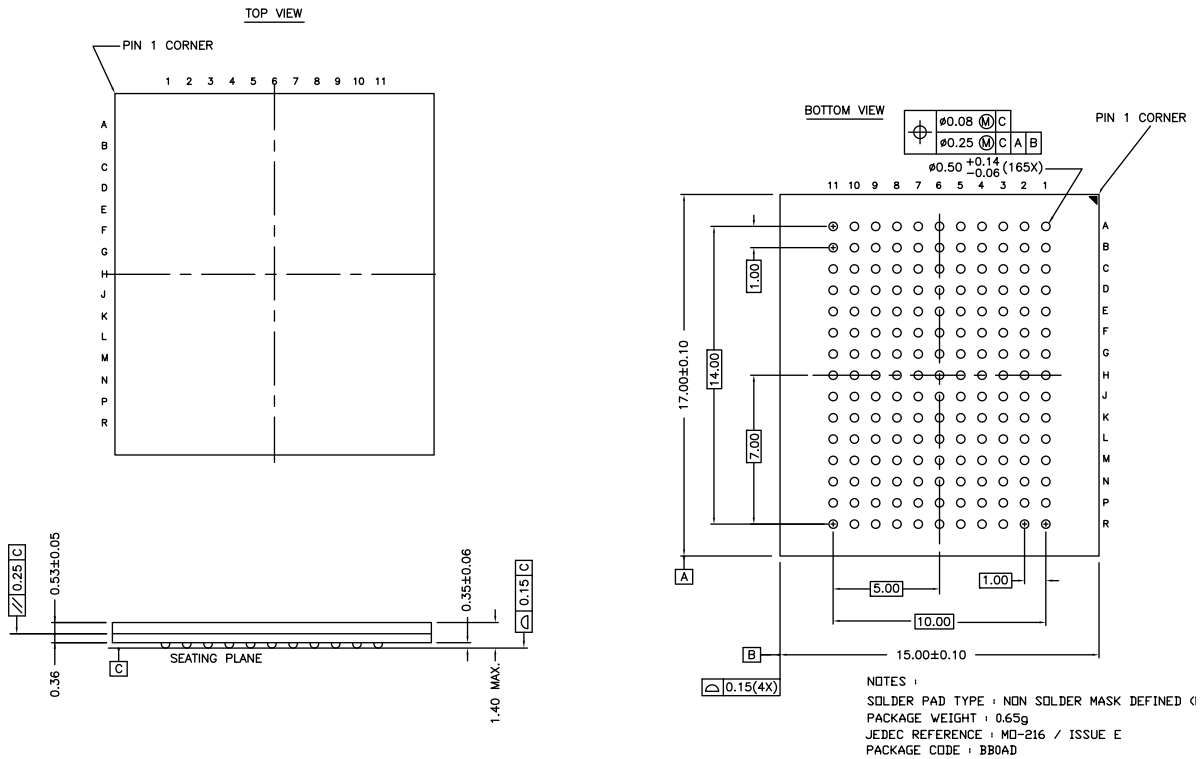 TOP VIEW
PIN 1 CORNER
1 2 3 4 5 6 7 8 9 10 11
A
B
C
D
E
F
G
H
J
K
L
M
N
P
R
BOTTOM VIEW
⌀0.08 Ⓜ C
⌀0.25 Ⓜ C A B
⌀0.50 +0.14 -0.06 (165X)
PIN 1 CORNER
11 10 9 8 7 6 5 4 3 2 1
A
B
C
D
E
F
G
H
J
K
L
M
N
P
R
1.00
14.00
17.00±0.10
7.00
A
5.00
1.00
10.00
B
15.00±0.10
0.15(4X)
// 0.25 C
0.53±0.05
0.36
C
SEATING PLANE
0.35±0.06
1.40 MAX.
0.15 C
NOTES :
SOLDER PAD TYPE : NON SOLDER MASK DEFINED (
PACKAGE WEIGHT : 0.65g
JEDEC REFERENCE : MO-216 / ISSUE E
PACKAGE CODE : BB0AD